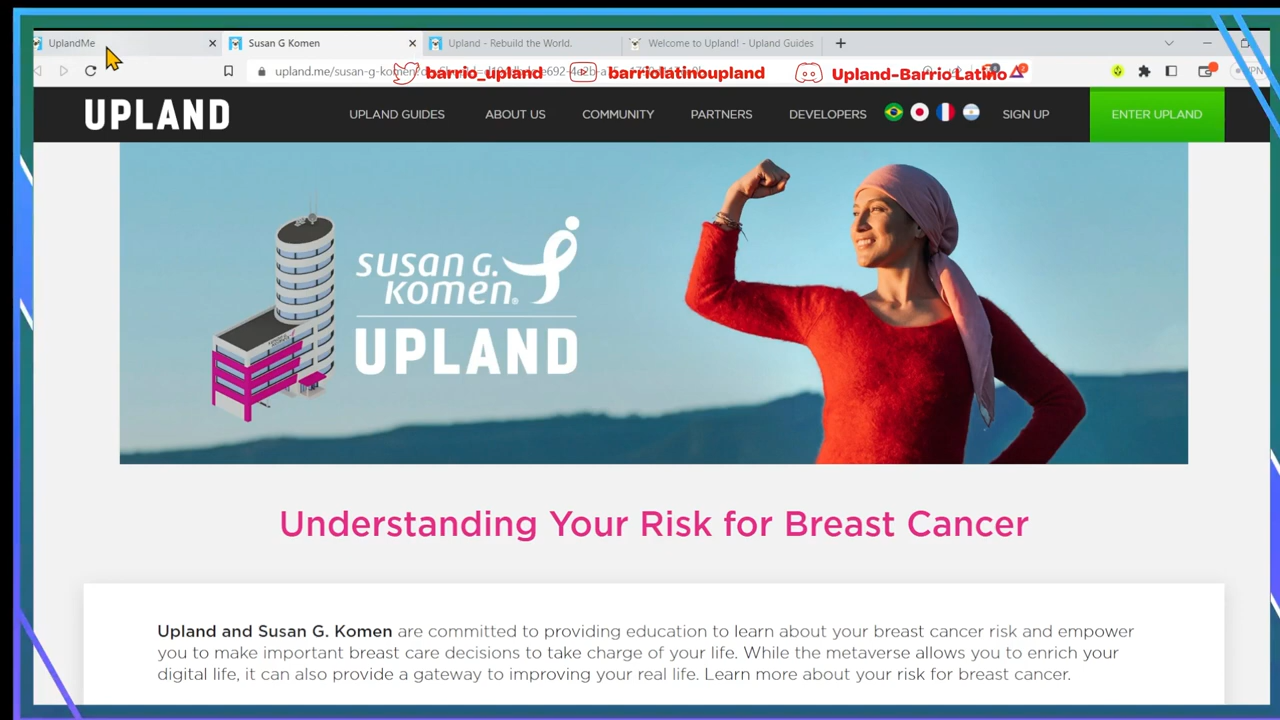 UplandMe
Susan G Komen
Upland - Rebuild the World.
Welcome to Upland! - Upland Guides
upland.me/susan-g-komen
barrio_upland
barriolatinoupland
Upland-Barrio Latino
UPLAND
UPLAND GUIDES
ABOUT US
COMMUNITY
PARTNERS
DEVELOPERS
SIGN UP
ENTER UPLAND
susan g.
komen®
UPLAND
Understanding Your Risk for Breast Cancer
Upland and Susan G. Komen are committed to providing education to learn about your breast cancer risk and empower
you to make important breast care decisions to take charge of your life. While the metaverse allows you to enrich your
digital life, it can also provide a gateway to improving your real life. Learn more about your risk for breast cancer.